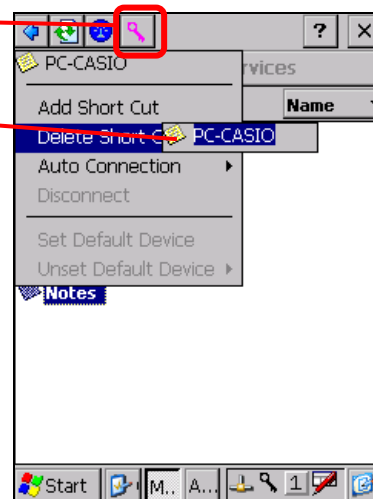 ?
PC-CASIO
rvices
Add Short Cut
Name
Delete Short C
PC-CASIO
Auto Connection
Disconnect
Set Default Device
Unset Default Device
Notes
Start
M..
A...
1